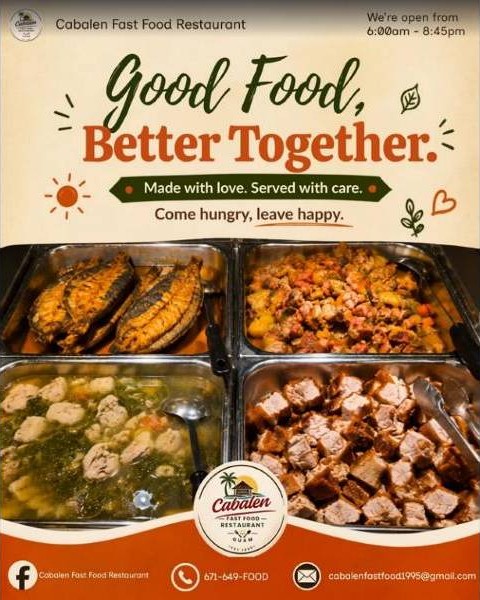 Cabalen Fast Food Restaurant
We're open from
6:00am - 8:45pm
Good Food,
Better Together.
Made with love. Served with care.
Come hungry, leave happy.
Cabalen
FAST FOOD
RESTAURANT
GUAM
Cabalen Fast Food Restaurant
671-649-FOOD
cabalenfastfood1995@gmail.com